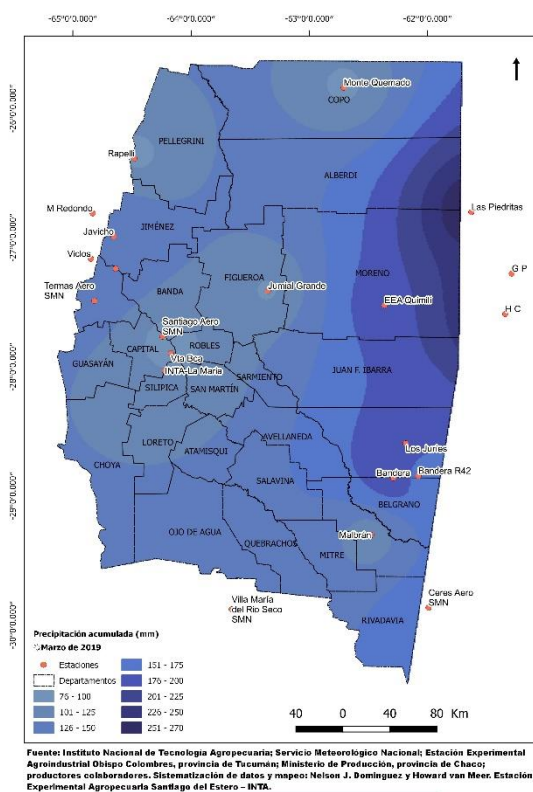 -65°0'0.000"
-64°0'0.000"
-63°0'0.000"
-62°0'0.000"
-26°0'0.000"
-27°0'0.000"
-28°0'0.000"
-29°0'0.000"
-30°0'0.000"
Monte Quemado
COPO
PELLEGRINI
Rapelli
ALBERDI
M Redondo
Las Piedritas
Javicho
JIMÉNEZ
Viclos
MORENO
G P
FIGUEROA
Jumial Grande
BANDA
Termas Aero
SMN
EEA Quimilí
H C
Santiago Aero
SMN
CAPITAL
ROBLES
Vta Bca
GUASAYÁN
INTA-La María
SARMIENTO
JUAN F. IBARRA
SILIPICA
SAN MARTÍN
LORETO
AVELLANEDA
Los Juries
ATAMISQUI
CHOYA
SALAVINA
Bandera
Bandera R42
BELGRANO
OJO DE AGUA
QUEBRACHOS
Malbrán
MITRE
Villa María
del Rio Seco
SMN
Ceres Aero
SMN
RIVADAVIA
Precipitación acumulada (mm)
Marzo de 2019
Estaciones
Departamentos
76 - 100
101 - 125
126 - 150
151 - 175
176 - 200
201 - 225
226 - 250
251 - 270
40 0 40 80 Km
Fuente: Instituto Nacional de Tecnología Agropecuaria; Servicio Meteorológico Nacional; Estación Experimental
Agroindustrial Obispo Colombres, provincia de Tucumán; Ministerio de Producción, provincia de Chaco;
productores colaboradores. Sistematización de datos y mapeo: Nelson J. Domínguez y Howard van Meer. Estación
Experimental Agropecuaria Santiago del Estero – INTA.